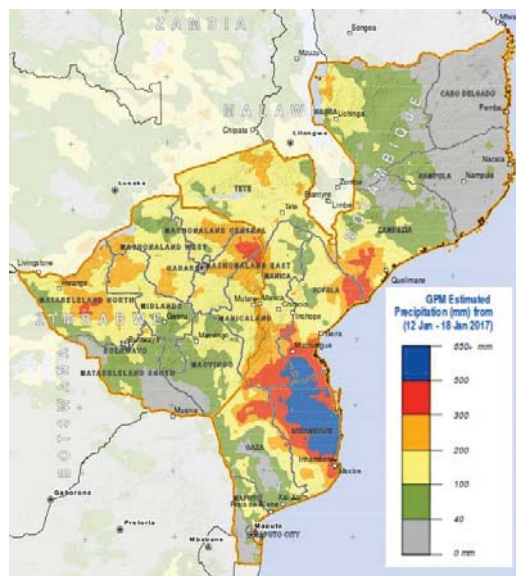 ZAMBIA
Songea
Mzuzu
CABO DELGADO
Pemba
Lichinga
MALAW
Chipata
Lilongwe
MOZAMBIQUE
Nacala
NAMPULA
Nampula
Lusaka
TETE
Zomba
Blantyre
Limbe
Tete
ZAMBEZIA
MASHONALAND CENTRAL
MASHONALAND WEST
Livingstone
HARARE
MASHONALAND EAST
MANICA
Quelimane
Hwange
MATABELELAND NORTH
SOFALA
MIDLANDS
Mutare
Manica
Chimoio
ZIMBABWE
Gweru
MANICALAND
Beira
BULAWAYO
Masvingo
MASVINGO
MATABELELAND SOUTH
Musina
BOTSWANA
INHAMBANE
GAZA
Inhambane
Maxixe
MAPUTO
Xai-Xai
Gaborone
Pretoria
Maputo
MAPUTO CITY
Mbabane
GPM Estimated
Precipitation (mm) from
(12 Jan - 18 Jan 2017)
650+ mm
500
300
200
100
40
0 mm